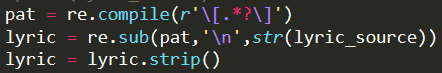 pat = re.compile(r'\[.*?\]')
lyric = re.sub(pat,'\n',str(lyric_source))
lyric = lyric.strip()